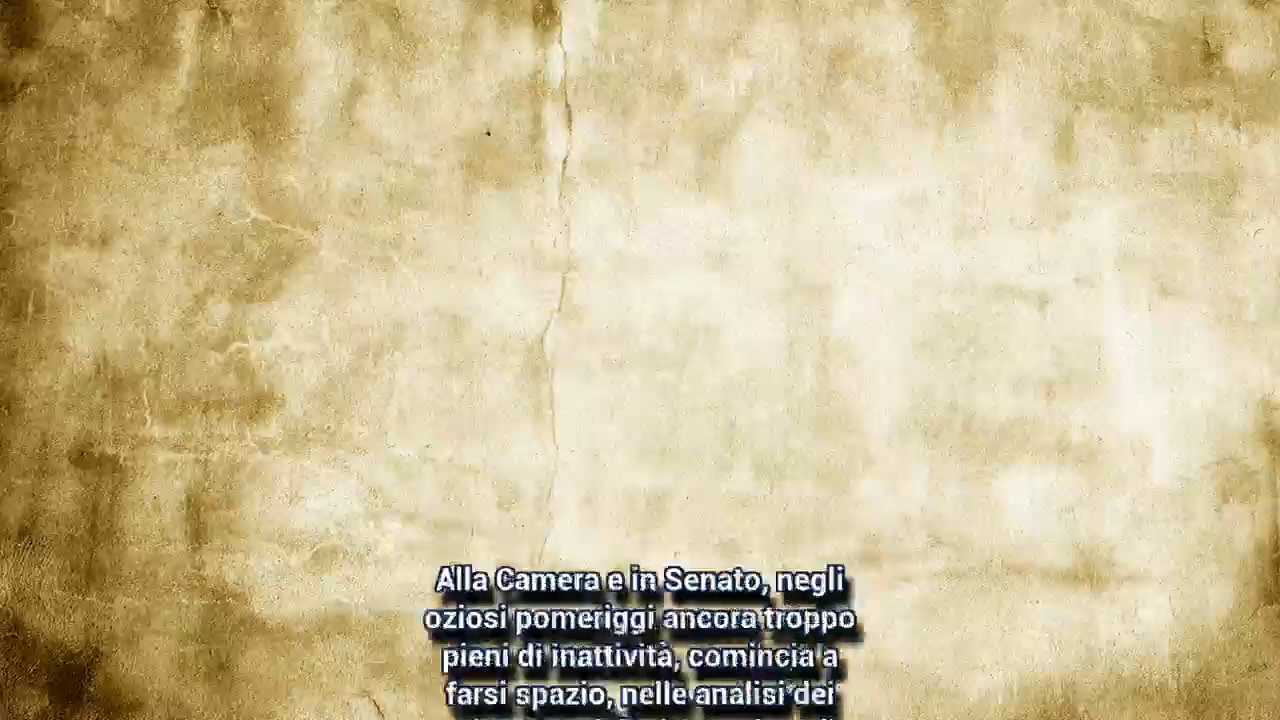 Alla Camera e in Senato, negli
oziosi pomeriggi ancora troppo
pieni di inattività, comincia a
farsi spazio, nelle analisi dei